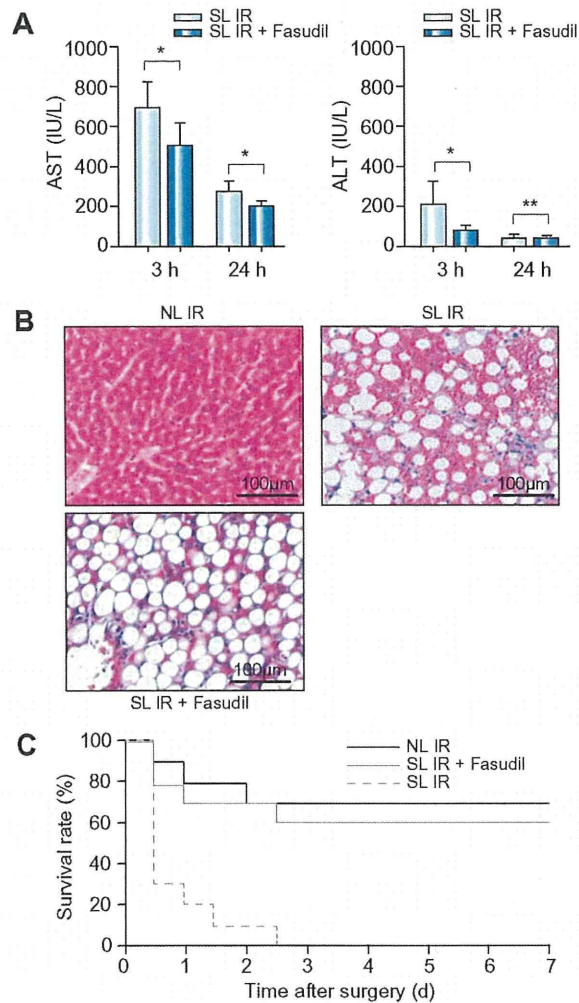 A
SL IR
SL IR + Fasudil
SL IR
SL IR + Fasudil
AST (IU/L)
1000
800
600
400
200
0
*
*
3 h
24 h
ALT (IU/L)
1000
800
600
400
200
0
*
**
3 h
24 h
B
NL IR
SL IR
100μm
100μm
100μm
SL IR + Fasudil
C
Survival rate (%)
100
80
60
40
20
0
NL IR
SL IR + Fasudil
SL IR
0
1
2
3
4
5
6
7
Time after surgery (d)